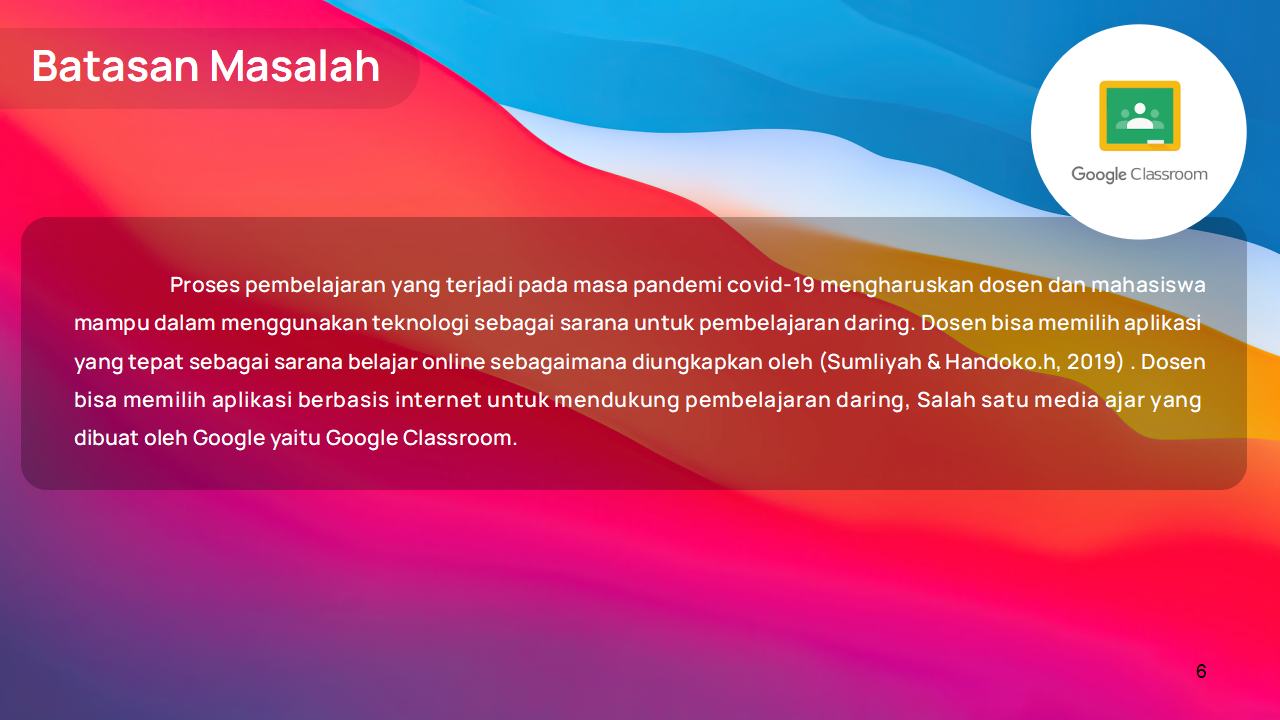 Batasan Masalah
Google Classroom
Proses pembelajaran yang terjadi pada masa pandemi covid-19 mengharuskan dosen dan mahasiswa
mampu dalam menggunakan teknologi sebagai sarana untuk pembelajaran daring. Dosen bisa memilih aplikasi
yang tepat sebagai sarana belajar online sebagaimana diungkapkan oleh (Sumliyah & Handoko.h, 2019) . Dosen
bisa memilih aplikasi berbasis internet untuk mendukung pembelajaran daring, Salah satu media ajar yang
dibuat oleh Google yaitu Google Classroom.
6